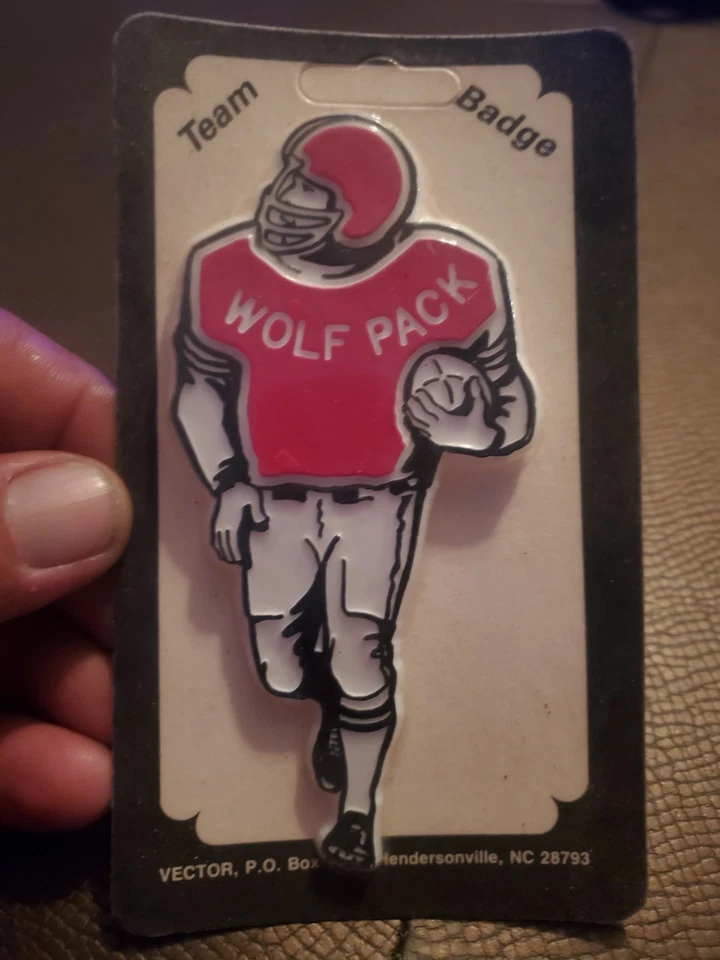 Team Badge
WOLF PACK
VECTOR, P.O. Box Hendersonville, NC 28793